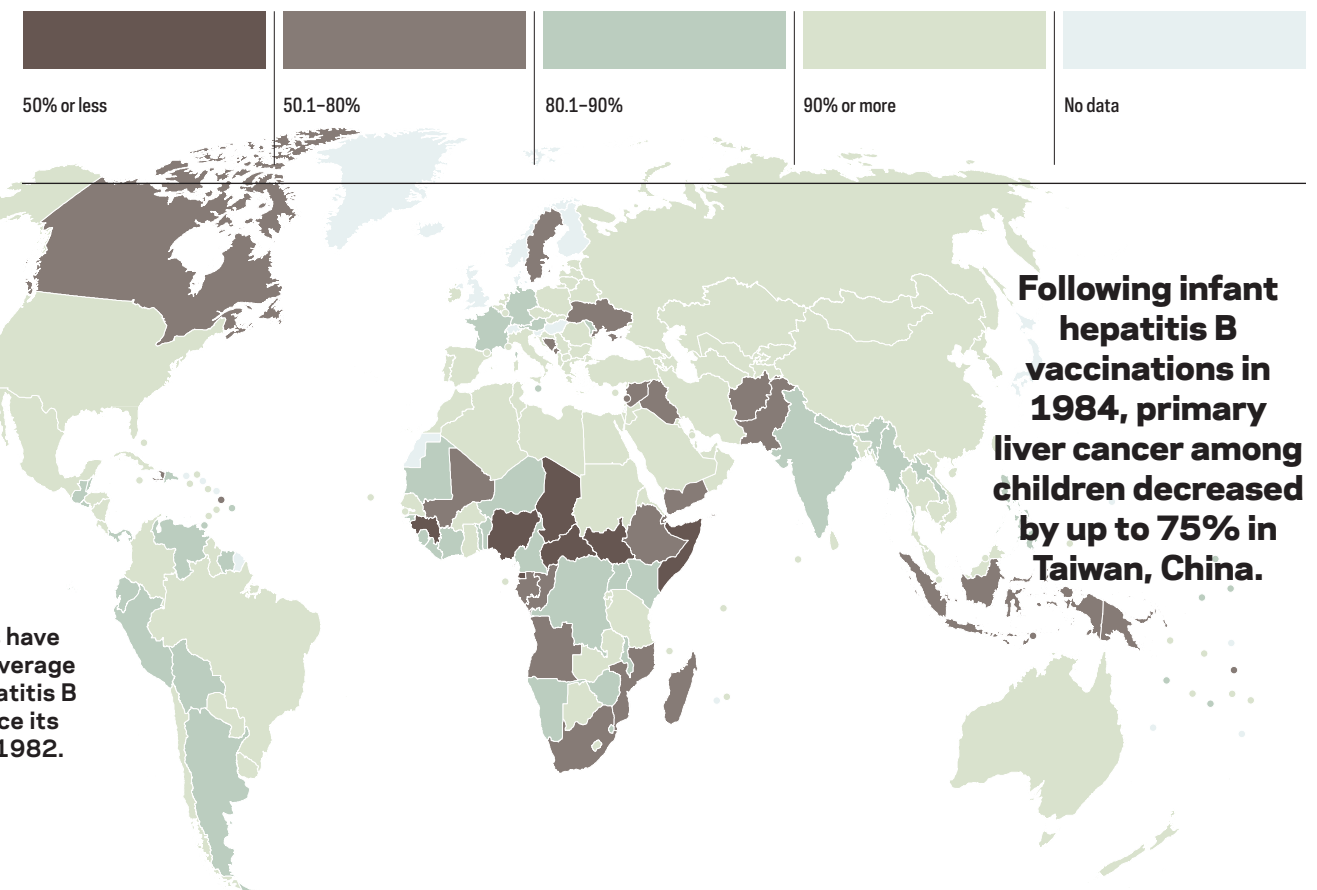 50% or less
50.1–80%
80.1–90%
90% or more
No data
Following infant
hepatitis B
vaccinations in
1984, primary
liver cancer among
children decreased
by up to 75% in
Taiwan, China.
have
verage
atitis B
ce its
1982.